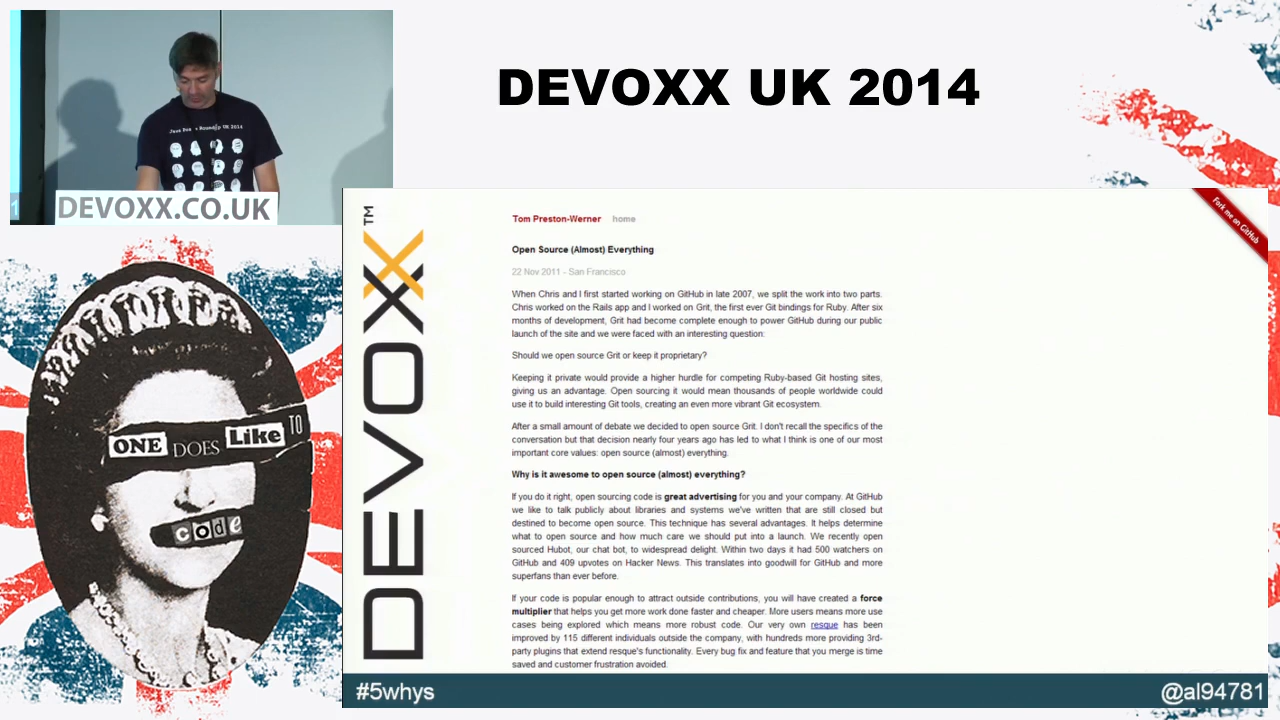 DEVOXX UK 2014
Java Pos
Roundup UK 2014
1
DEVOXX.CO.UK
ONE DOES Like TO
code
DEVOXX™
Tom Preston-Werner home
Fork me on GitHub
Open Source (Almost) Everything
22 Nov 2011 - San Francisco
When Chris and I first started working on GitHub in late 2007, we split the work into two parts.
Chris worked on the Rails app and I worked on Grit, the first ever Git bindings for Ruby. After six
months of development, Grit had become complete enough to power GitHub during our public
launch of the site and we were faced with an interesting question:
Should we open source Grit or keep it proprietary?
Keeping it private would provide a higher hurdle for competing Ruby-based Git hosting sites,
giving us an advantage. Open sourcing it would mean thousands of people worldwide could
use it to build interesting Git tools, creating an even more vibrant Git ecosystem.
After a small amount of debate we decided to open source Grit. I don't recall the specifics of the
conversation but that decision nearly four years ago has led to what I think is one of our most
important core values: open source (almost) everything.
Why is it awesome to open source (almost) everything?
If you do it right, open sourcing code is great advertising for you and your company. At GitHub
we like to talk publicly about libraries and systems we've written that are still closed but
destined to become open source. This technique has several advantages. It helps determine
what to open source and how much care we should put into a launch. We recently open
sourced Hubot, our chat bot, to widespread delight. Within two days it had 500 watchers on
GitHub and 409 upvotes on Hacker News. This translates into goodwill for GitHub and more
superfans than ever before.
If your code is popular enough to attract outside contributions, you will have created a force
multiplier that helps you get more work done faster and cheaper. More users means more use
cases being explored which means more robust code. Our very own resque has been
improved by 115 different individuals outside the company, with hundreds more providing 3rd-
party plugins that extend resque's functionality. Every bug fix and feature that you merge is time
saved and customer frustration avoided.
#5whys
@al94781